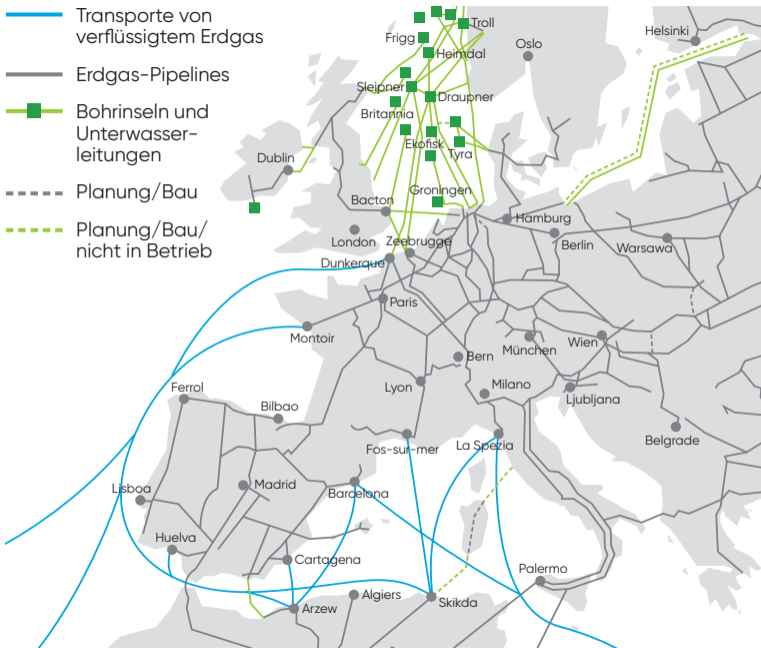 Transporte von
verflüssigtem Erdgas
Erdgas-Pipelines
Bohrinseln und
Unterwasser-
leitungen
Planung/Bau
Planung/Bau/
nicht in Betrieb
Troll
Frigg
Heimdal
Oslo
Helsinki
Sleipner
Draupner
Britannia
Ekofisk
Tyra
Dublin
Groningen
Bacton
Hamburg
London
Zeebrugge
Berlin
Warsawa
Dunkerque
Paris
Montoir
Bern
München
Wien
Ferrol
Lyon
Milano
Ljubljana
Bilbao
Belgrade
Fos-sur-mer
La Spezia
Lisboa
Madrid
Barcelona
Huelva
Cartagena
Palermo
Arzew
Algiers
Skikda